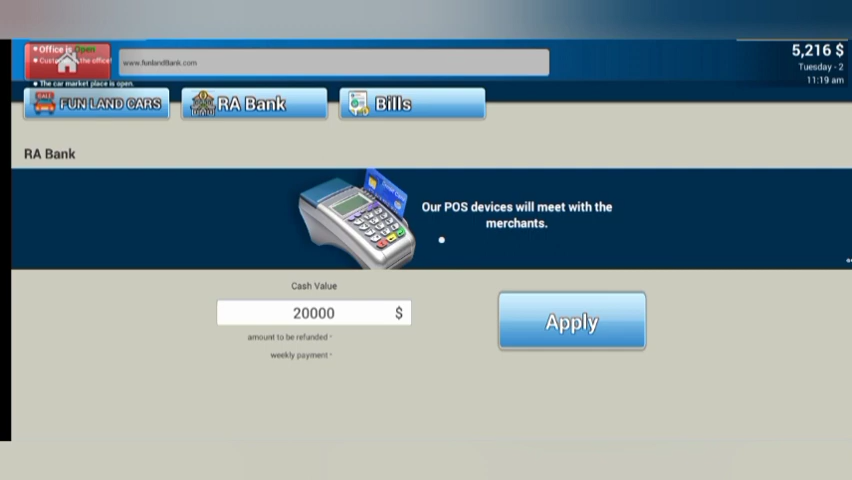 Office is Open
5,216 $
www.funlandBank.com
Tuesday - 2
11:19 am
The car market place is open.
FUN LAND CARS
RA Bank
Bills
RA Bank
Our POS devices will meet with the
merchants.
Cash Value
20000 $
Apply
amount to be refunded -
weekly payment -